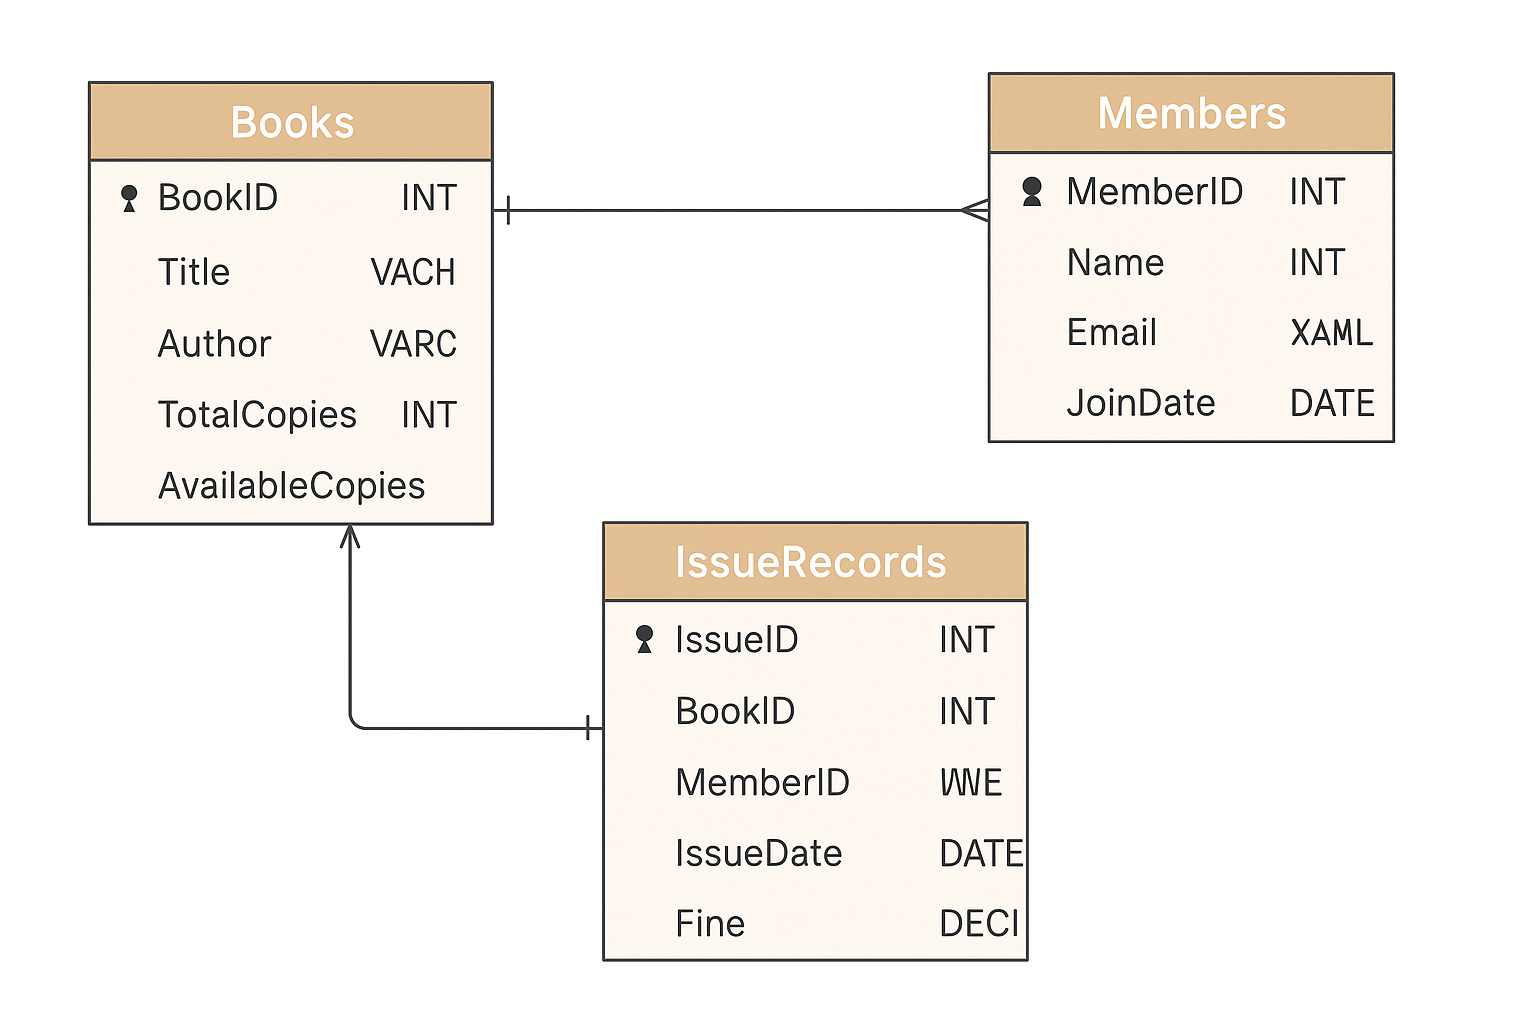 Books
BookID INT
Title VACH
Author VARC
TotalCopies INT
AvailableCopies
Members
MemberID INT
Name INT
Email XAML
JoinDate DATE
IssueRecords
IssueID INT
BookID INT
MemberID
IssueDate DATE
Fine DECI